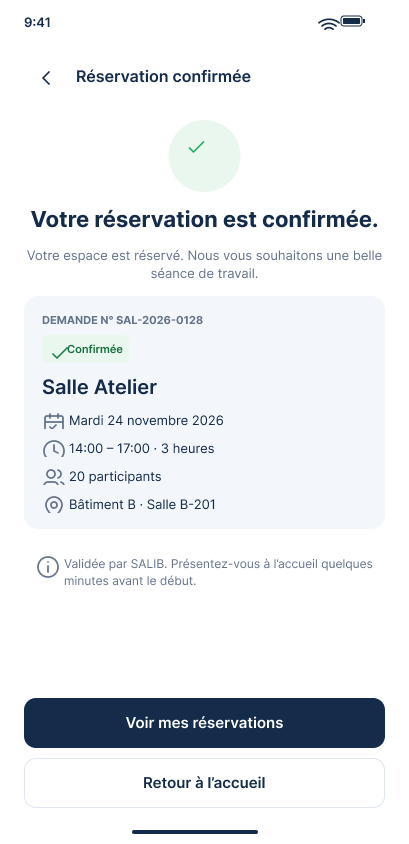 9:41
Réservation confirmée
Votre réservation est confirmée.
Votre espace est réservé. Nous vous souhaitons une belle
séance de travail.
DEMANDE N° SAL-2026-0128
Confirmée
Salle Atelier
Mardi 24 novembre 2026
14:00 – 17:00 · 3 heures
20 participants
Bâtiment B · Salle B-201
Validée par SALIB. Présentez-vous à l’accueil quelques
minutes avant le début.
Voir mes réservations
Retour à l’accueil